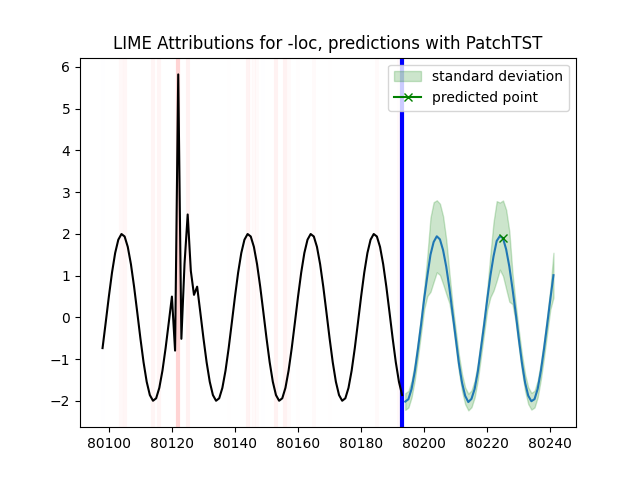 LIME Attributions for -loc, predictions with PatchTST
6
5
4
3
2
1
0
−1
−2
standard deviation
predicted point
80100 80120 80140 80160 80180 80200 80220 80240